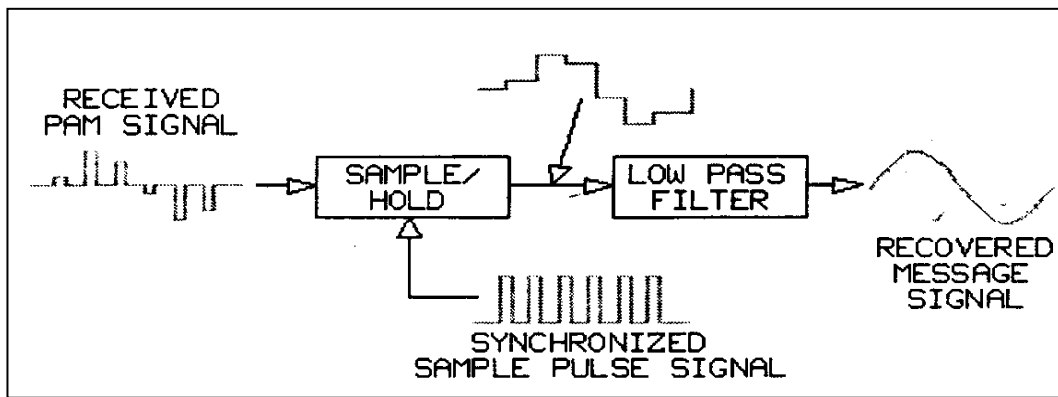 RECEIVED
PAM SIGNAL
SAMPLE/
HOLD
LOW PASS
FILTER
RECOVERED
MESSAGE
SIGNAL
SYNCHRONIZED
SAMPLE PULSE SIGNAL